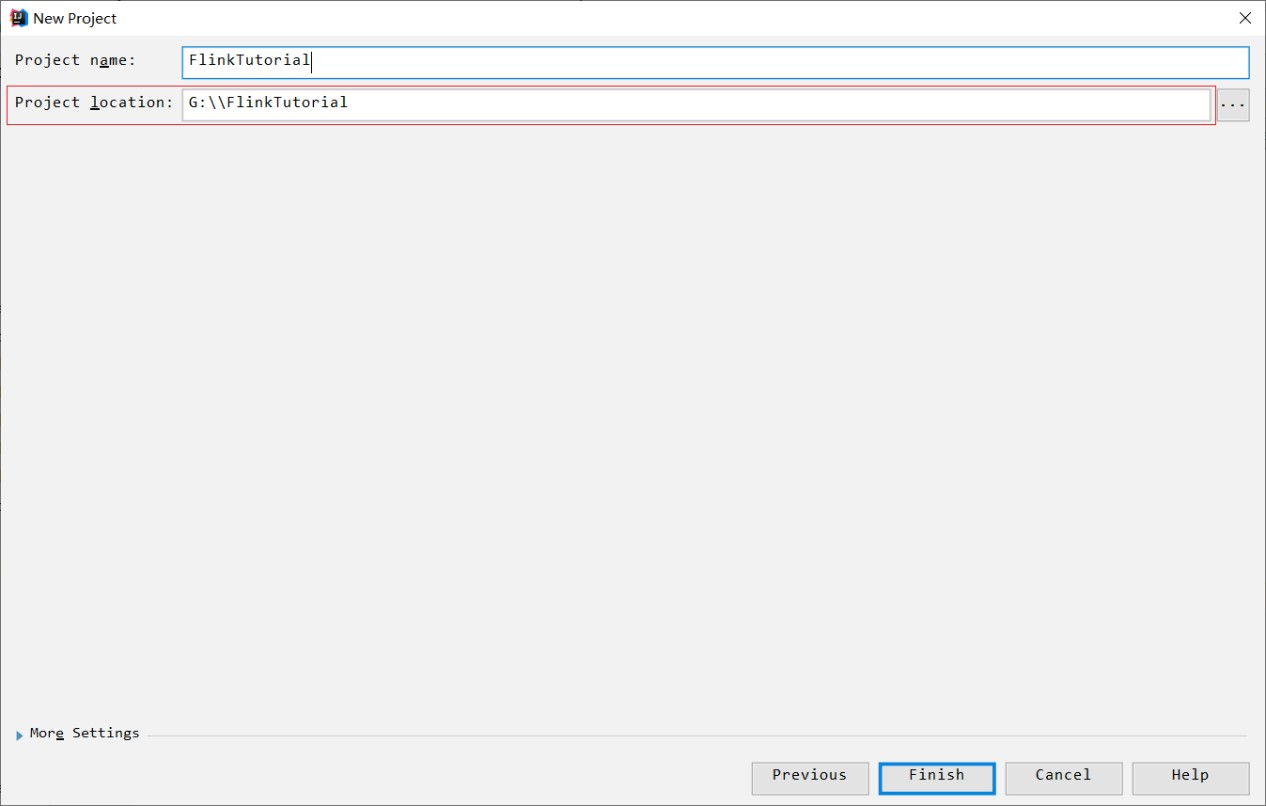 New Project
Project name: FlinkTutorial
Project location: G:\\FlinkTutorial ...
More Settings
Previous Finish Cancel Help